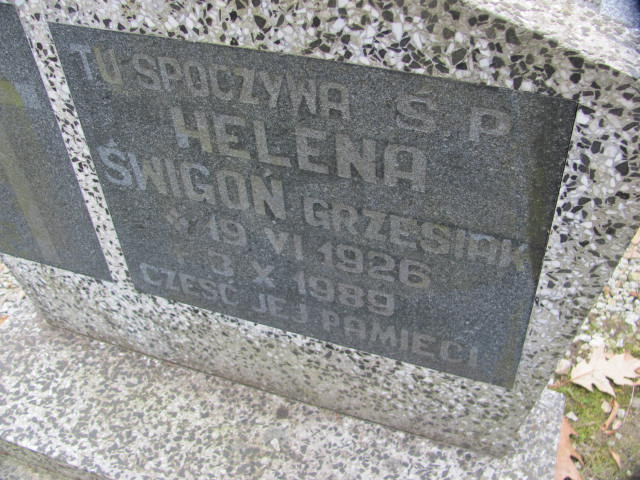 TU SPOCZYWA Ś P
HELENA
ŚWIGOŃ GRZESIAK
* 19 VI 1926
† 3 X 1989
CZEŚĆ JEJ PAMIĘCI